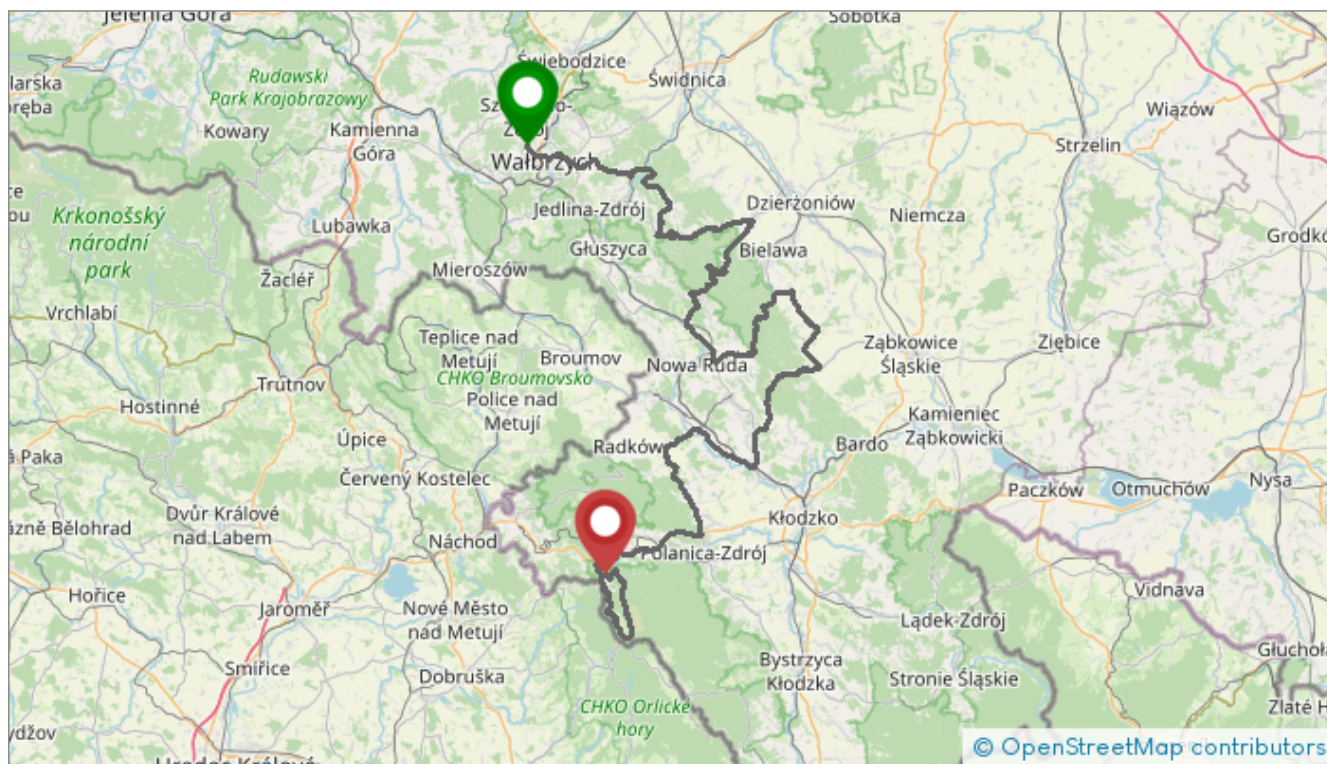 Jelenia Góra
Sobótka
Świebodzice
Świdnica
Rudawski
Park Krajobrazowy
Kowary
Kamienna
Góra
Wałbrzych
Wiązów
Strzelin
Krkonošský
národní
park
Lubawka
Jedlina-Zdrój
Dzierżoniów
Niemcza
Głuszyca
Bielawa
Żacléř
Mieroszów
Vrchlabí
Teplice nad
Metují
Broumov
CHKO Broumovsko
Police nad
Metují
Nowa Ruda
Ząbkowice
Śląskie
Ziębice
Trutnov
Hostinné
Úpice
Kamieniec
Ząbkowicki
Radków
Bardo
Červený Kostelec
Paczków
Otmuchów
Nysa
Dvůr Králové
nad Labem
Kłodzko
Náchod
Polanica-Zdrój
Hořice
Jaroměř
Nové Město
nad Metují
Vidnava
Lądek-Zdrój
Smiřice
Dobruška
Bystrzyca
Kłodzka
Stronie Śląskie
CHKO Orlické
hory
© OpenStreetMap contributors